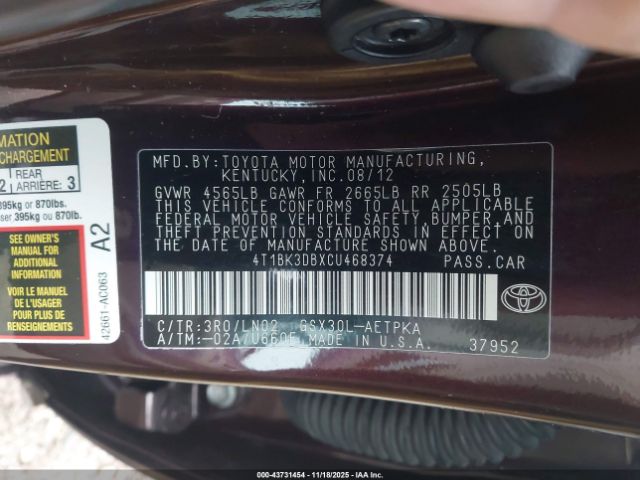 MATION
CHARGEMENT
2 REAR ARRIÈRE: 3
395kg or 870lbs.
ser 395kg ou 870lb.
SEE OWNER'S
MANUAL FOR
ADDITIONAL
INFORMATION
VOIR LE MANUEL
DE L'USAGER
POUR PLUS DE
RENSEIGNEMENTS
A2
42661-AC063
MFD.BY:TOYOTA MOTOR MANUFACTURING,
KENTUCKY,INC.08/12
GVWR 4565LB GAWR FR 2665LB RR 2505LB
THIS VEHICLE CONFORMS TO ALL APPLICABLE
FEDERAL MOTOR VEHICLE SAFETY,BUMPER,AND
THEFT PREVENTION STANDARDS IN EFFECT ON
THE DATE OF MANUFACTURE SHOWN ABOVE.
4T1BK3DBXCU468374 PASS.CAR
C/TR:3R0/LN02 GSX30L-AETPKA
A/TM:-02A/U660E MADE IN U.S.A. 37952
TOYOTA
000-43731454 | 11/18/2025 - IAAI